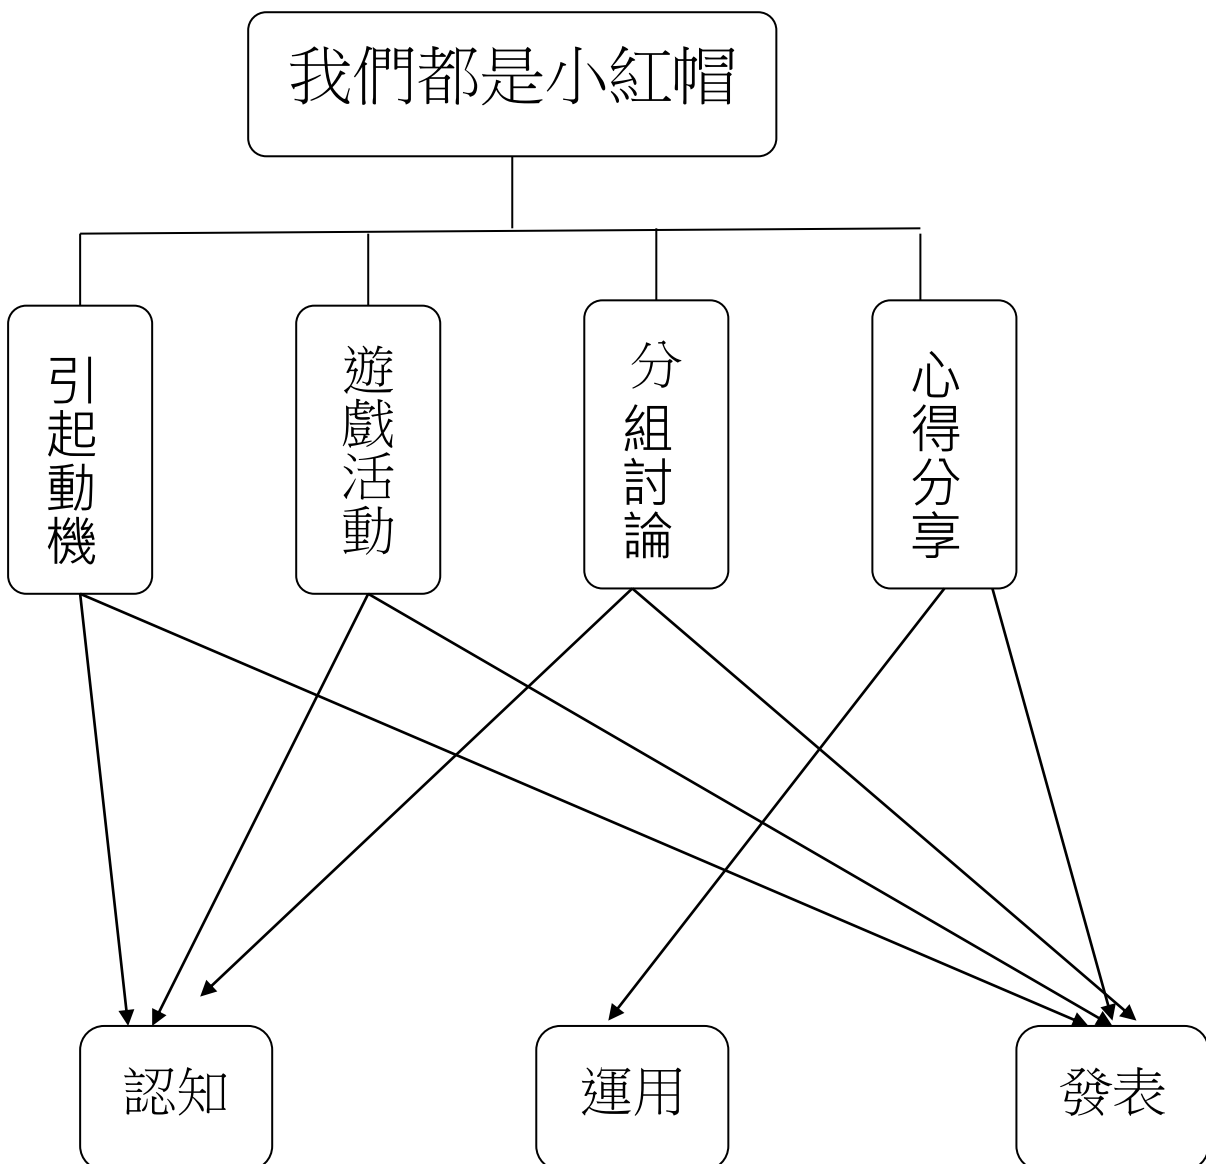 我們都是小紅帽
引起動機
遊戲活動
分組討論
心得分享
認知
運用
發表